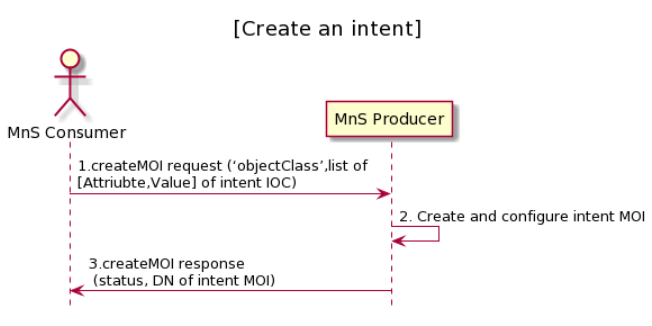 [Create an intent]
MnS Consumer
MnS Producer
1.createMOI request (‘objectClass’,list of
[Attriubte,Value] of intent IOC)
2. Create and configure intent MOI
3.createMOI response
(status, DN of intent MOI)